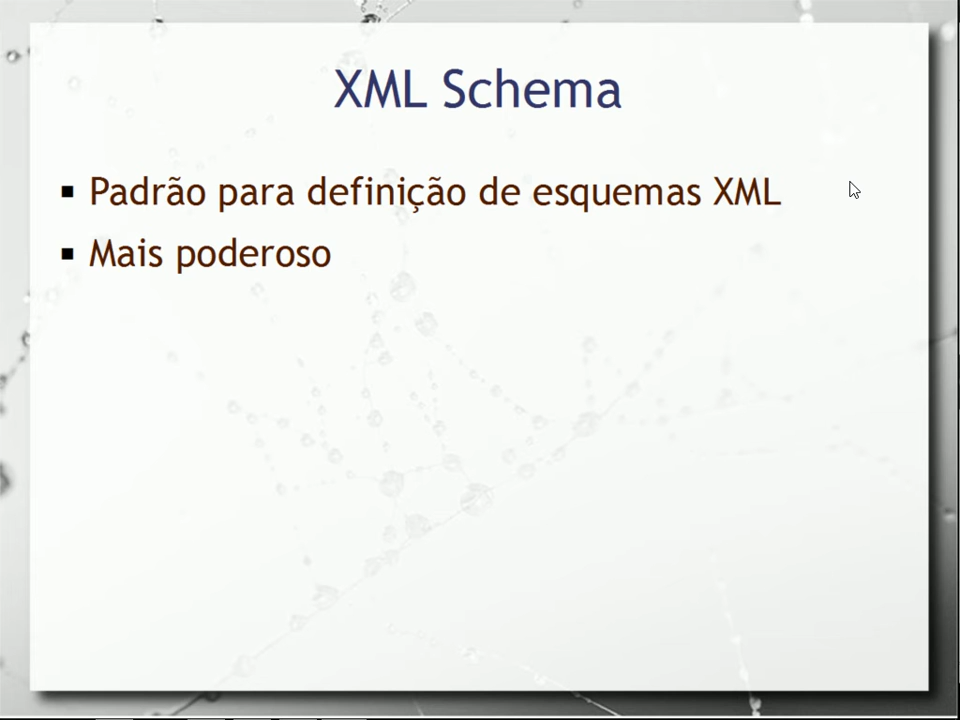 XML Schema
▪ Padrão para definição de esquemas XML
▪ Mais poderoso